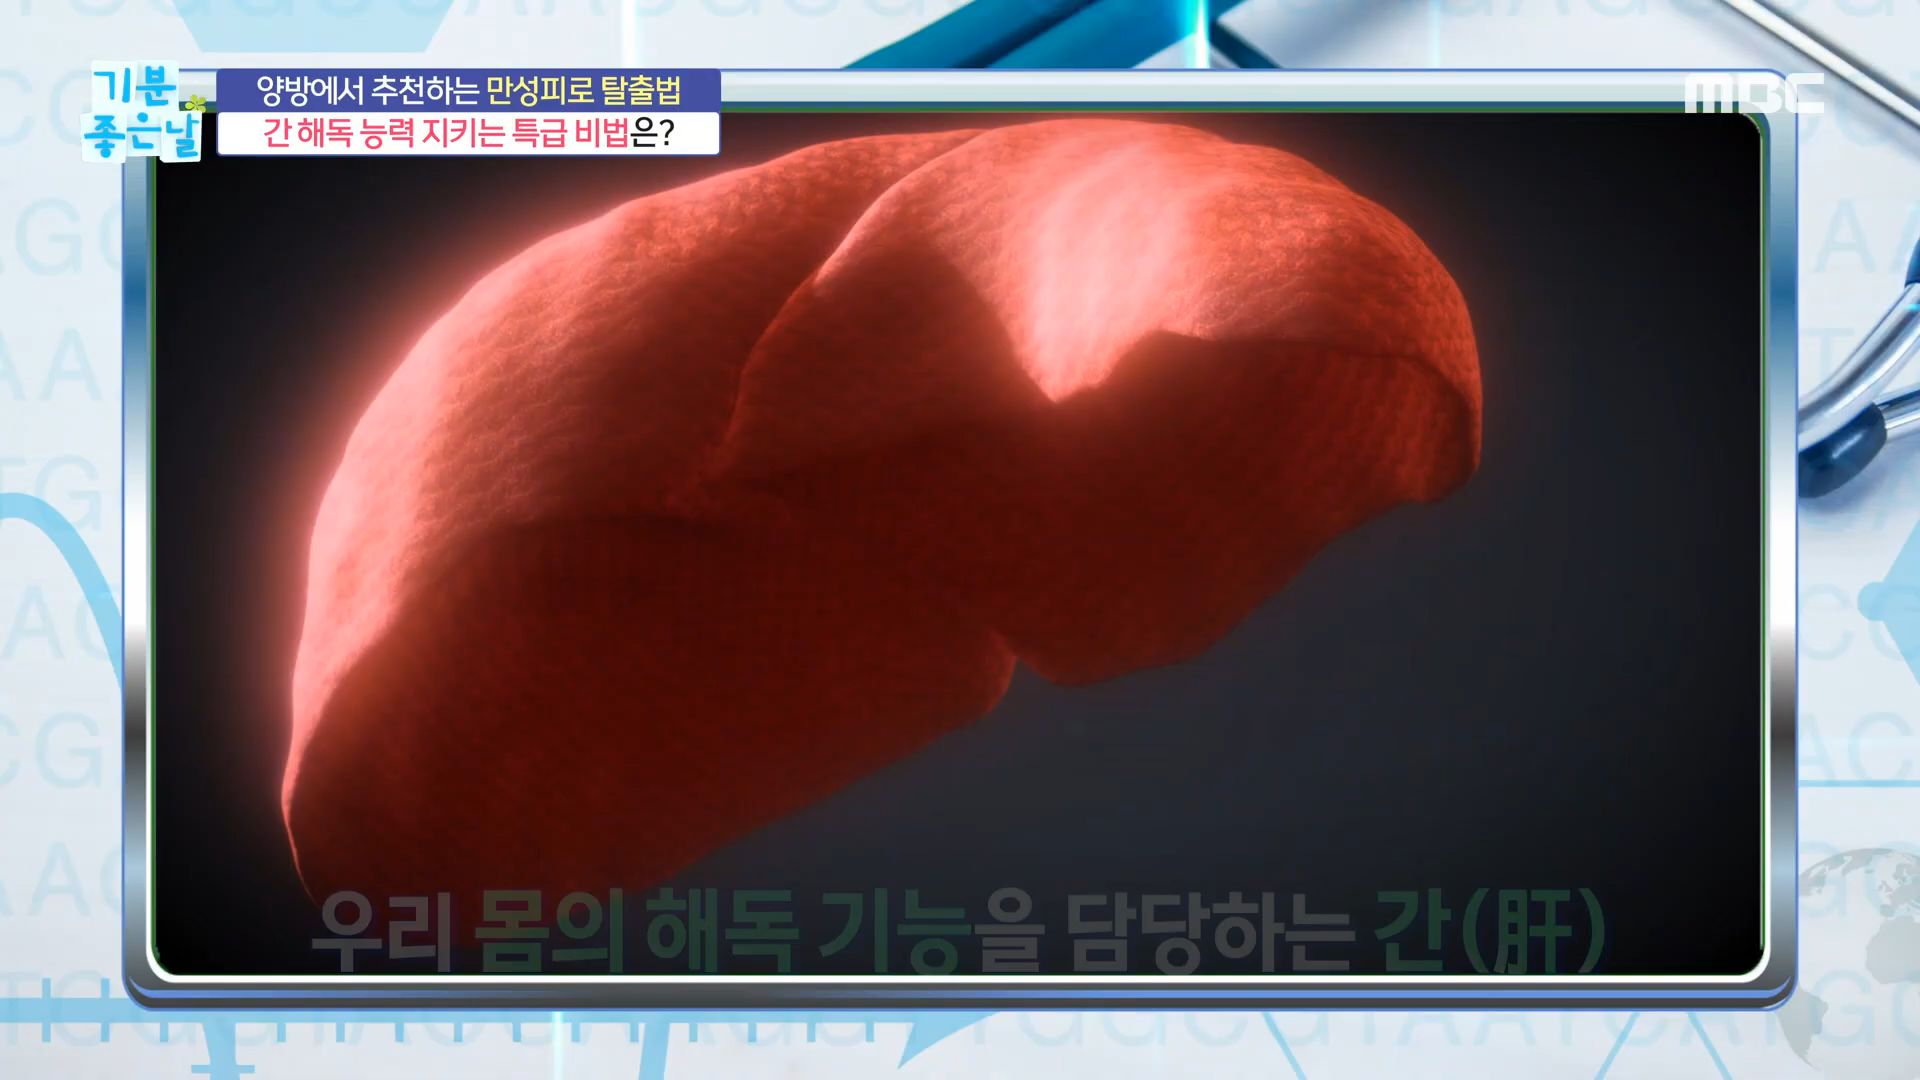 기분
좋은날
양방에서 추천하는 만성피로 탈출법
간 해독 능력 지키는 특급 비법은?
MBC
우리 몸의 해독 기능을 담당하는 간(肝)